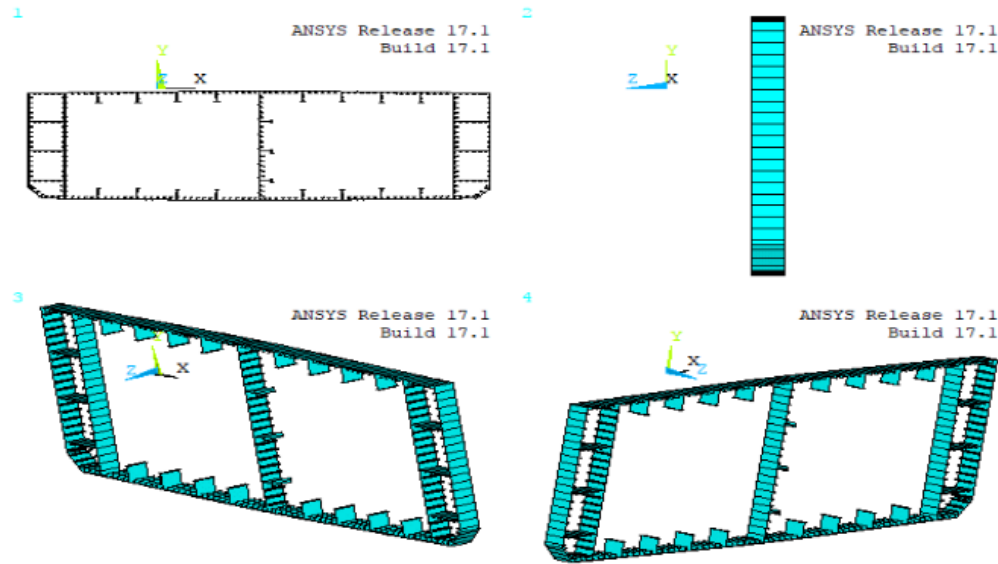 1
ANSYS Release 17.1
Build 17.1
Y
Z
X
2
ANSYS Release 17.1
Build 17.1
Y
Z
X
3
ANSYS Release 17.1
Build 17.1
Y
Z
X
4
ANSYS Release 17.1
Build 17.1
Y
X
Z